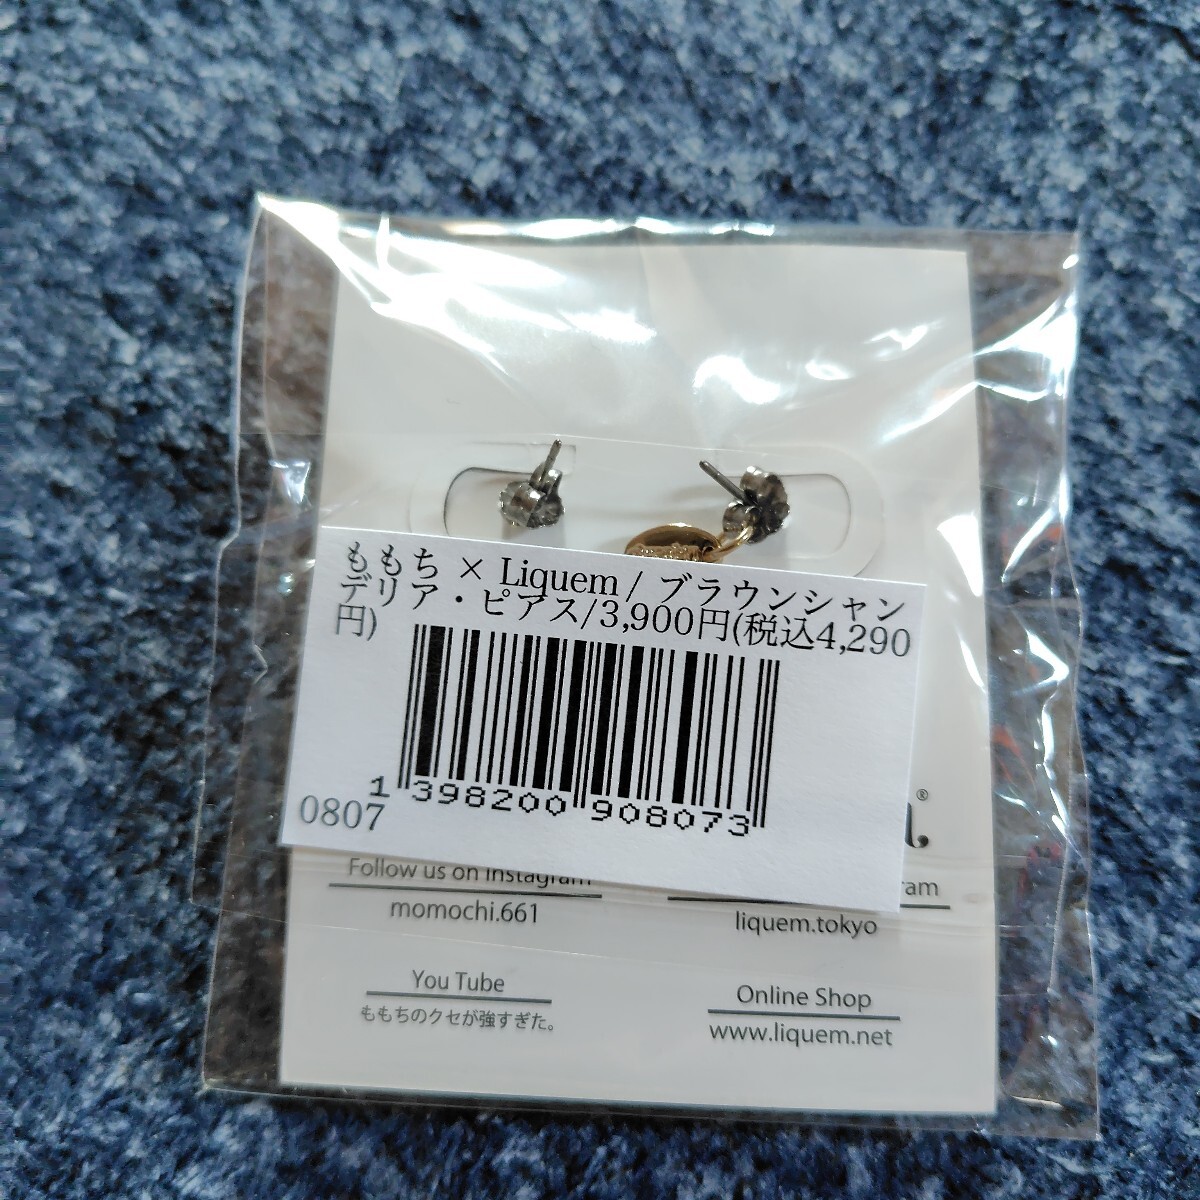 ももち × Liquem / ブラウンシャン
デリア・ピアス/3,900円(税込4,290
円)
1 398200 908073
0807
®
Follow us on Instagram
momochi.661
liquem.tokyo
You Tube
ももちのクセが強すぎた。
Online Shop
www.liquem.net